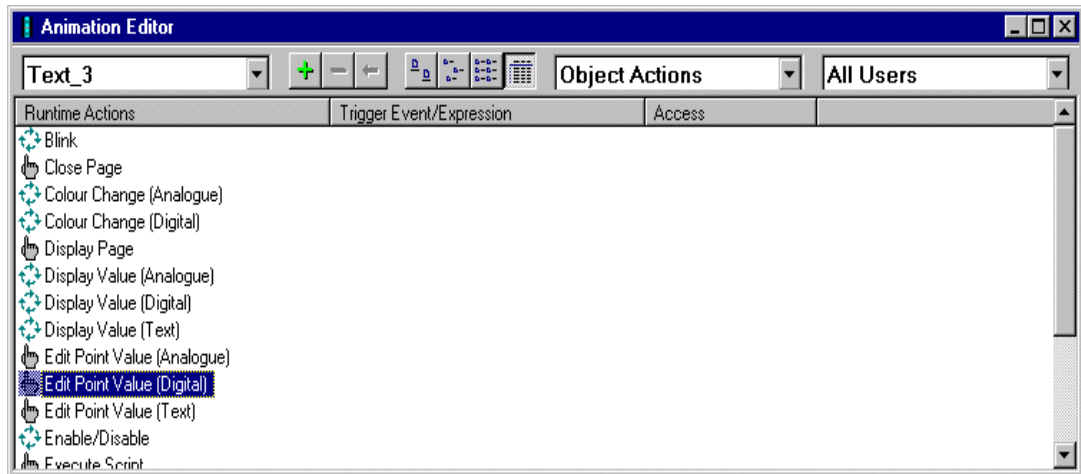 Animation Editor
Text_3 Object Actions All Users
Runtime Actions Trigger Event/Expression Access
Blink
Close Page
Colour Change (Analogue)
Colour Change (Digital)
Display Page
Display Value (Analogue)
Display Value (Digital)
Display Value (Text)
Edit Point Value (Analogue)
Edit Point Value (Digital)
Edit Point Value (Text)
Enable/Disable
Execute Script